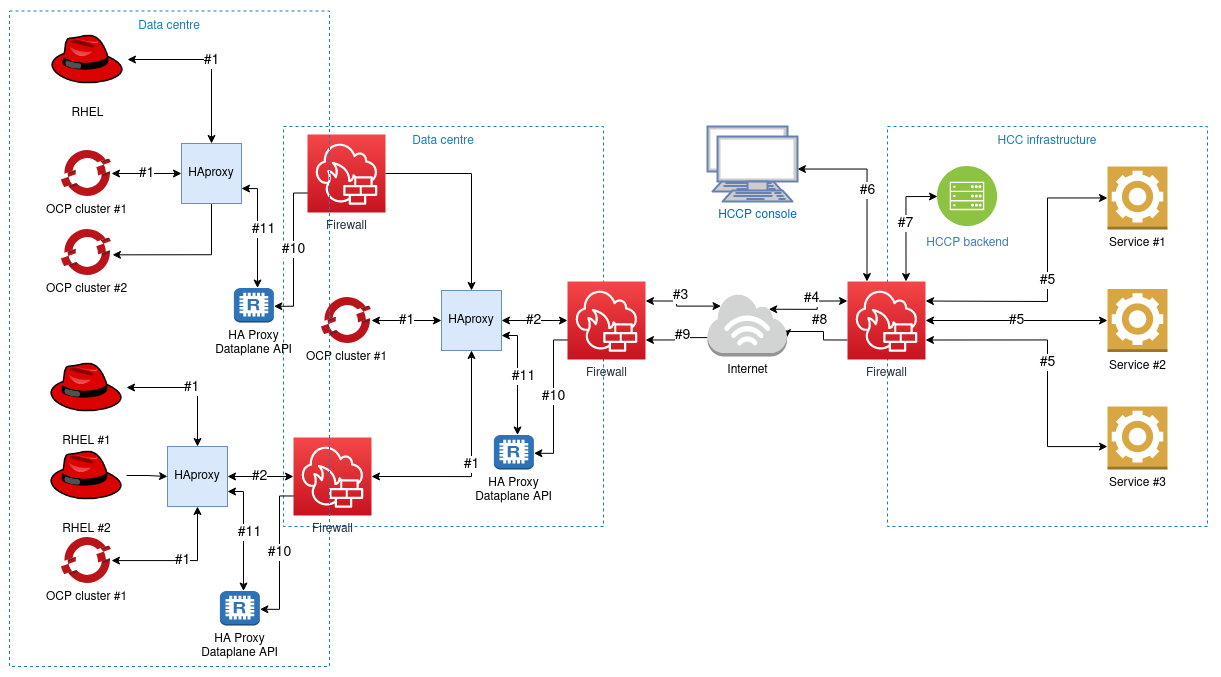 Data centre
#1
RHEL
HAproxy
#1
OCP cluster #1
OCP cluster #2
#11
#10
R
HA Proxy
Dataplane API
Firewall
Data centre
OCP cluster #1
#1
HAproxy
#2
#11
#10
R
HA Proxy
Dataplane API
Firewall
#1
RHEL #1
#1
HAproxy
RHEL #2
#2
#1
OCP cluster #1
#11
#10
R
HA Proxy
Dataplane API
Firewall
#3
#9
Internet
#4
#8
HCCP console
#6
HCC infrastructure
#7
HCCP backend
Firewall
#5
Service #1
#5
Service #2
#5
Service #3